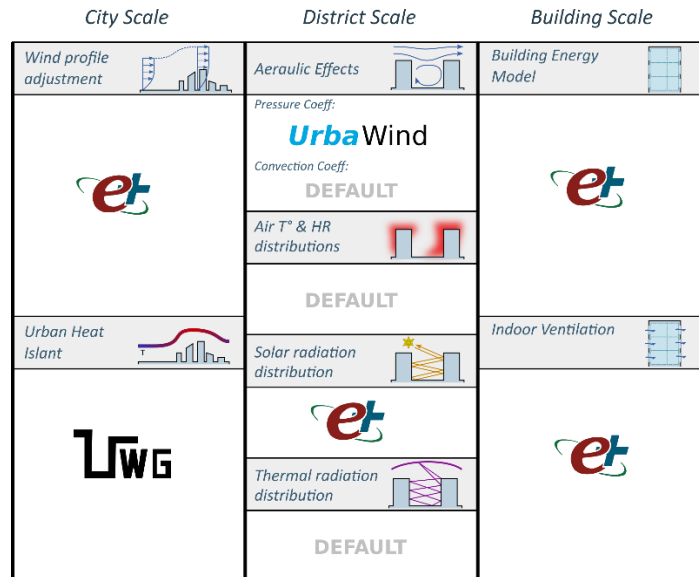 City Scale
District Scale
Building Scale
Wind profile
adjustment
e+
Urban Heat
Islant
T
UWG
Aeraulic Effects
Pressure Coeff:
UrbaWind
Convection Coeff:
DEFAULT
Air T° & HR
distributions
DEFAULT
Solar radiation
distribution
e+
Thermal radiation
distribution
DEFAULT
Building Energy
Model
e+
Indoor Ventilation
e+